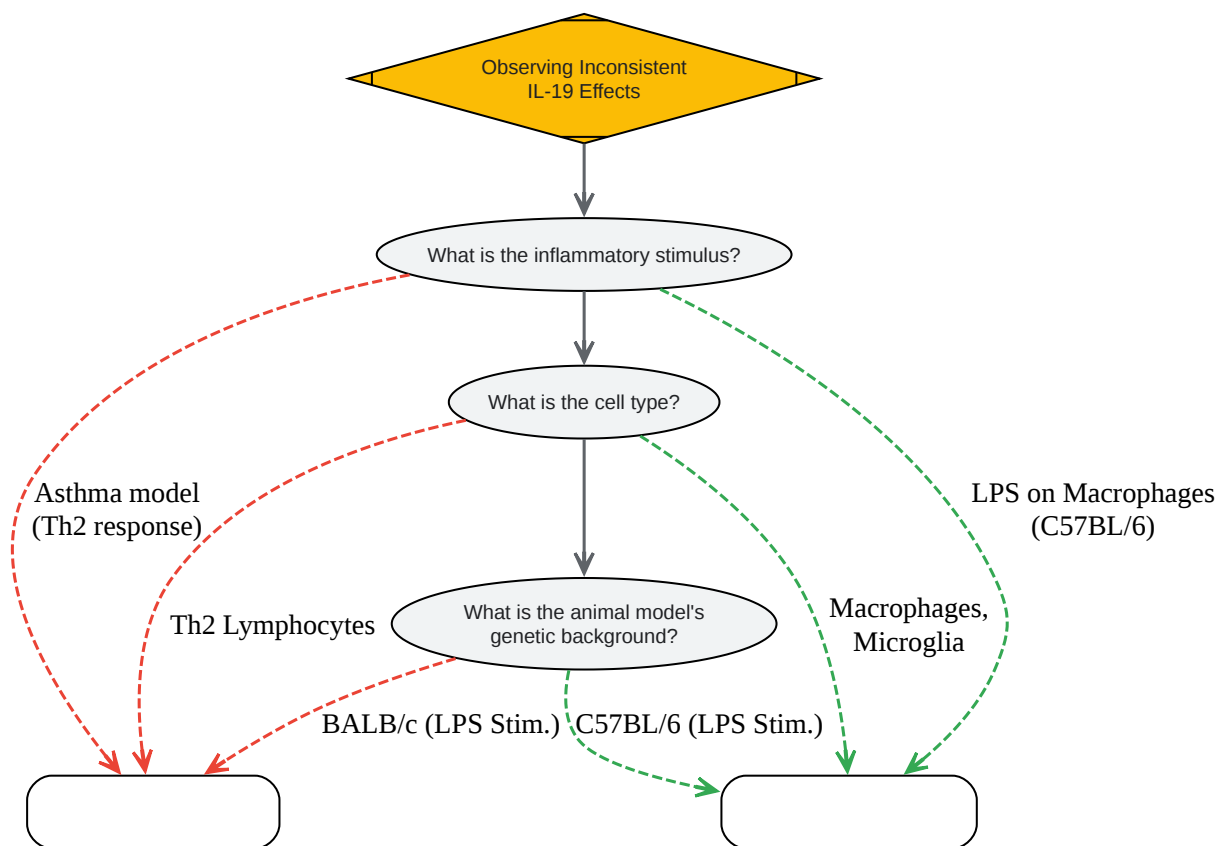 Observing Inconsistent
IL-19 Effects
What is the inflammatory stimulus?
What is the cell type?
Asthma model
(Th2 response)
LPS on Macrophages
(C57BL/6)
Th2 Lymphocytes
What is the animal model's
genetic background?
Macrophages,
Microglia
BALB/c (LPS Stim.)
C57BL/6 (LPS Stim.)